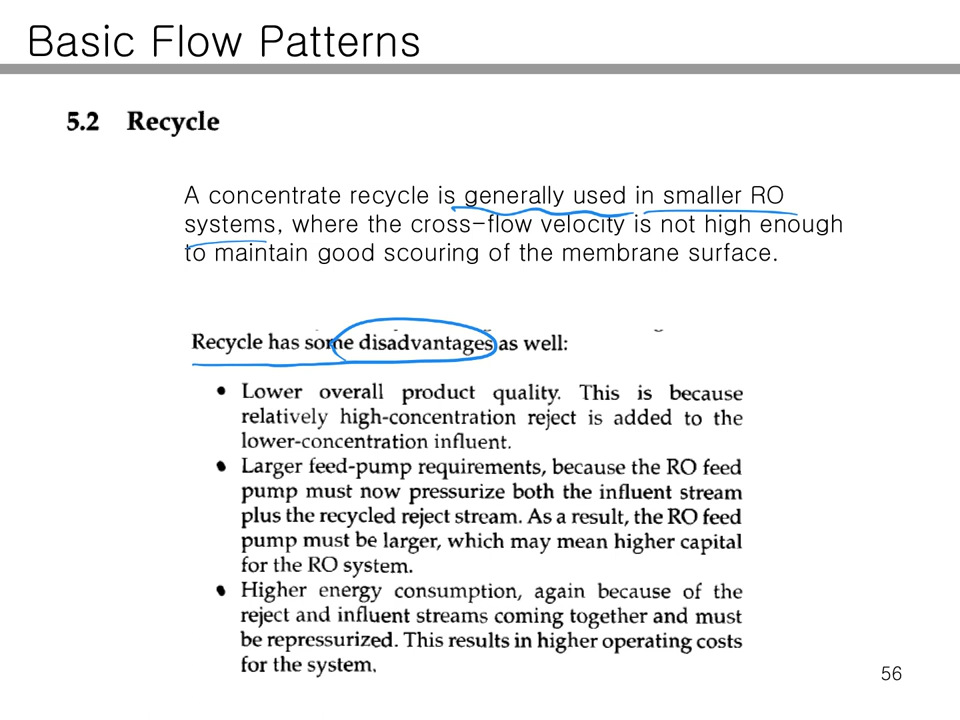 Basic Flow Patterns
5.2 Recycle
A concentrate recycle is generally used in smaller RO
systems, where the cross-flow velocity is not high enough
to maintain good scouring of the membrane surface.
Recycle has some disadvantages as well:
• Lower overall product quality. This is because
relatively high-concentration reject is added to the
lower-concentration influent.
• Larger feed-pump requirements, because the RO feed
pump must now pressurize both the influent stream
plus the recycled reject stream. As a result, the RO feed
pump must be larger, which may mean higher capital
for the RO system.
• Higher energy consumption, again because of the
reject and influent streams coming together and must
be repressurized. This results in higher operating costs
for the system.
56